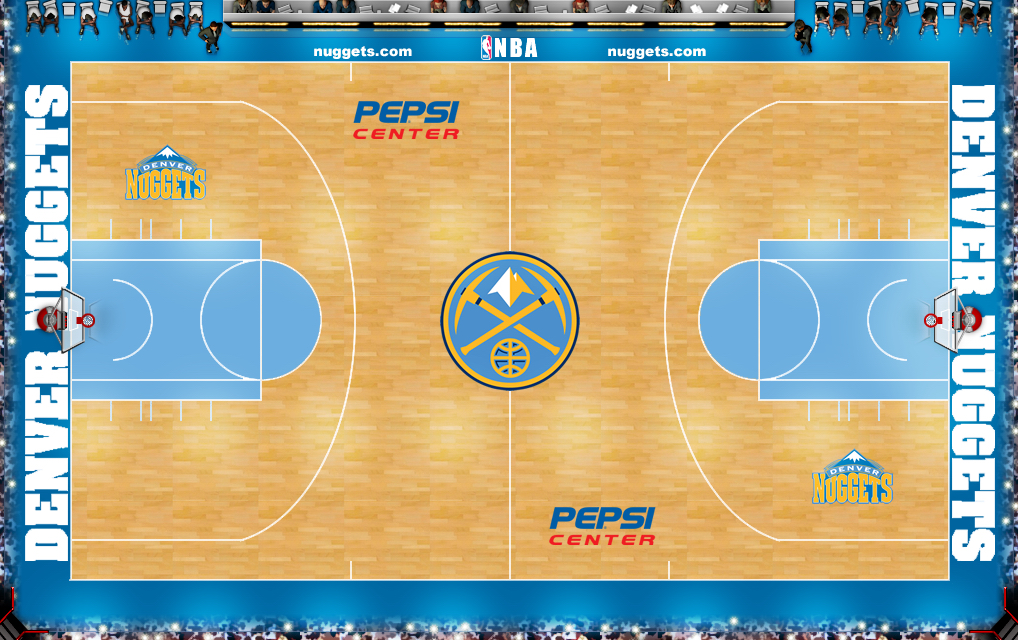 nuggets.com
NBA
nuggets.com
DENVER NUGGETS
DENVER NUGGETS
PEPSI
CENTER
DENVER
NUGGETS
DENVER
NUGGETS
PEPSI
CENTER